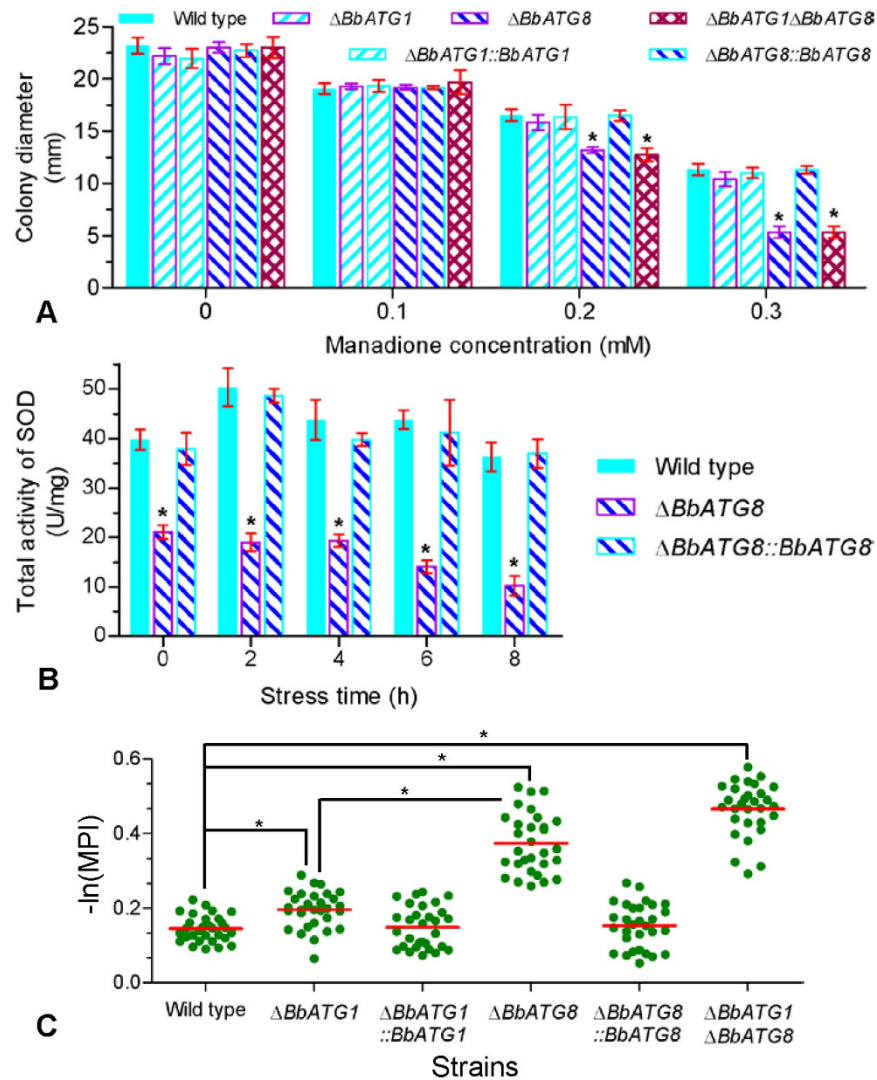 Wild type ΔBbATG1 ΔBbATG8 ΔBbATG1ΔBbATG8
ΔBbATG1::BbATG1 ΔBbATG8::BbATG8
Colony diameter
(mm)
25
20
15
10
5
0
* * * *
0 0.1 0.2 0.3
Manadione concentration (mM)
A
Total activity of SOD
(U/mg)
50
40
30
20
10
0
* * * * *
0 2 4 6 8
Stress time (h)
B
Wild type
ΔBbATG8
ΔBbATG8::BbATG8
-ln(MPI)
0.6
0.4
0.2
0.0
*
*
*
*
Wild type ΔBbATG1 ΔBbATG1 ΔBbATG8 ΔBbATG8 ΔBbATG1
::BbATG1 ::BbATG8 ΔBbATG8
C
Strains